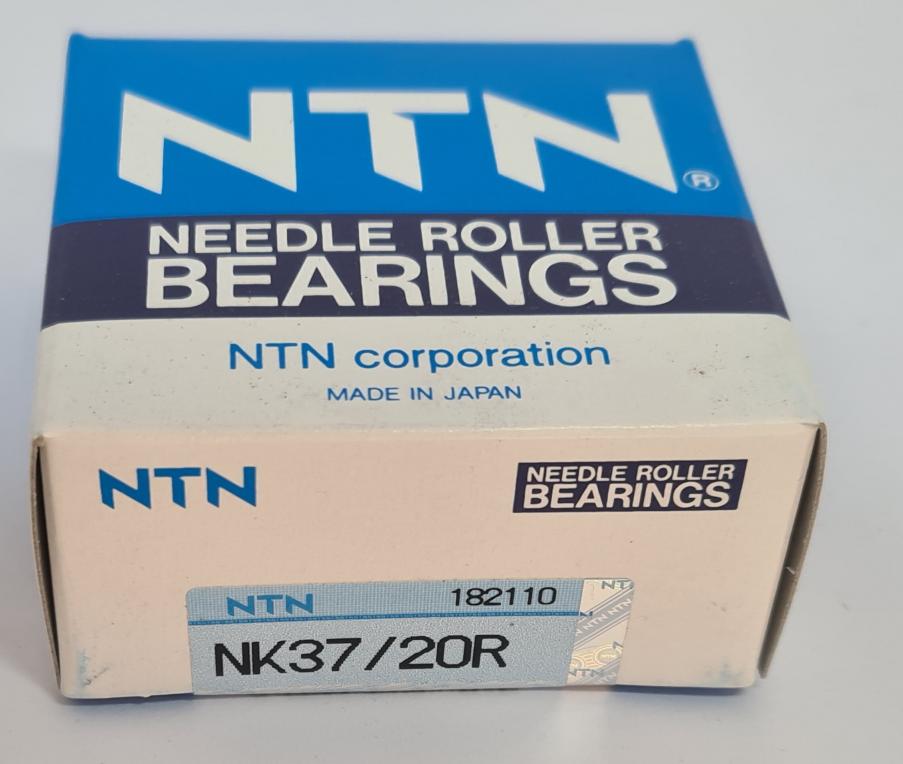 NTN®
NEEDLE ROLLER
BEARINGS
NTN corporation
MADE IN JAPAN
NTN
NEEDLE ROLLER
BEARINGS
NTN 182110
NK37/20R